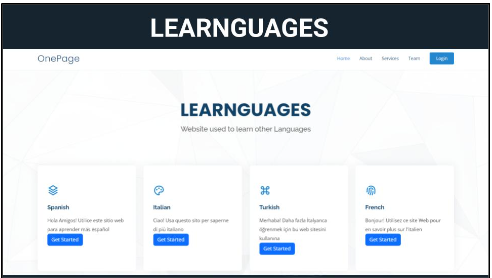 LEARNGUAGES
OnePage
Home About Services Team Login
LEARNGUAGES
Website used to learn other Languages
Spanish
Hola Amigos! Utilice este sitio web
para aprender mas español
Get Started
Italian
Ciao! Usa questo sito per saperne
di più Italiano
Get Started
Turkish
Merhaba! Daha fazla İtalyanca
öğrenmek için bu web sitesini
kullanma
Get Started
French
Bonjour! Utilisez ce site Web pour
en savoir plus sur l'italien
Get Started